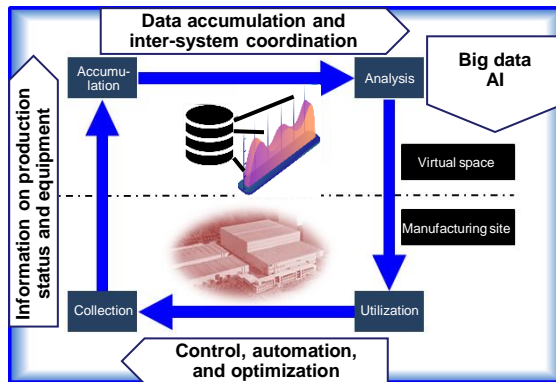 Data accumulation and
inter-system coordination
Accumu-
lation
Analysis
Big data
AI
Information on production
status and equipment
Virtual space
Manufacturing site
Collection
Utilization
Control, automation,
and optimization